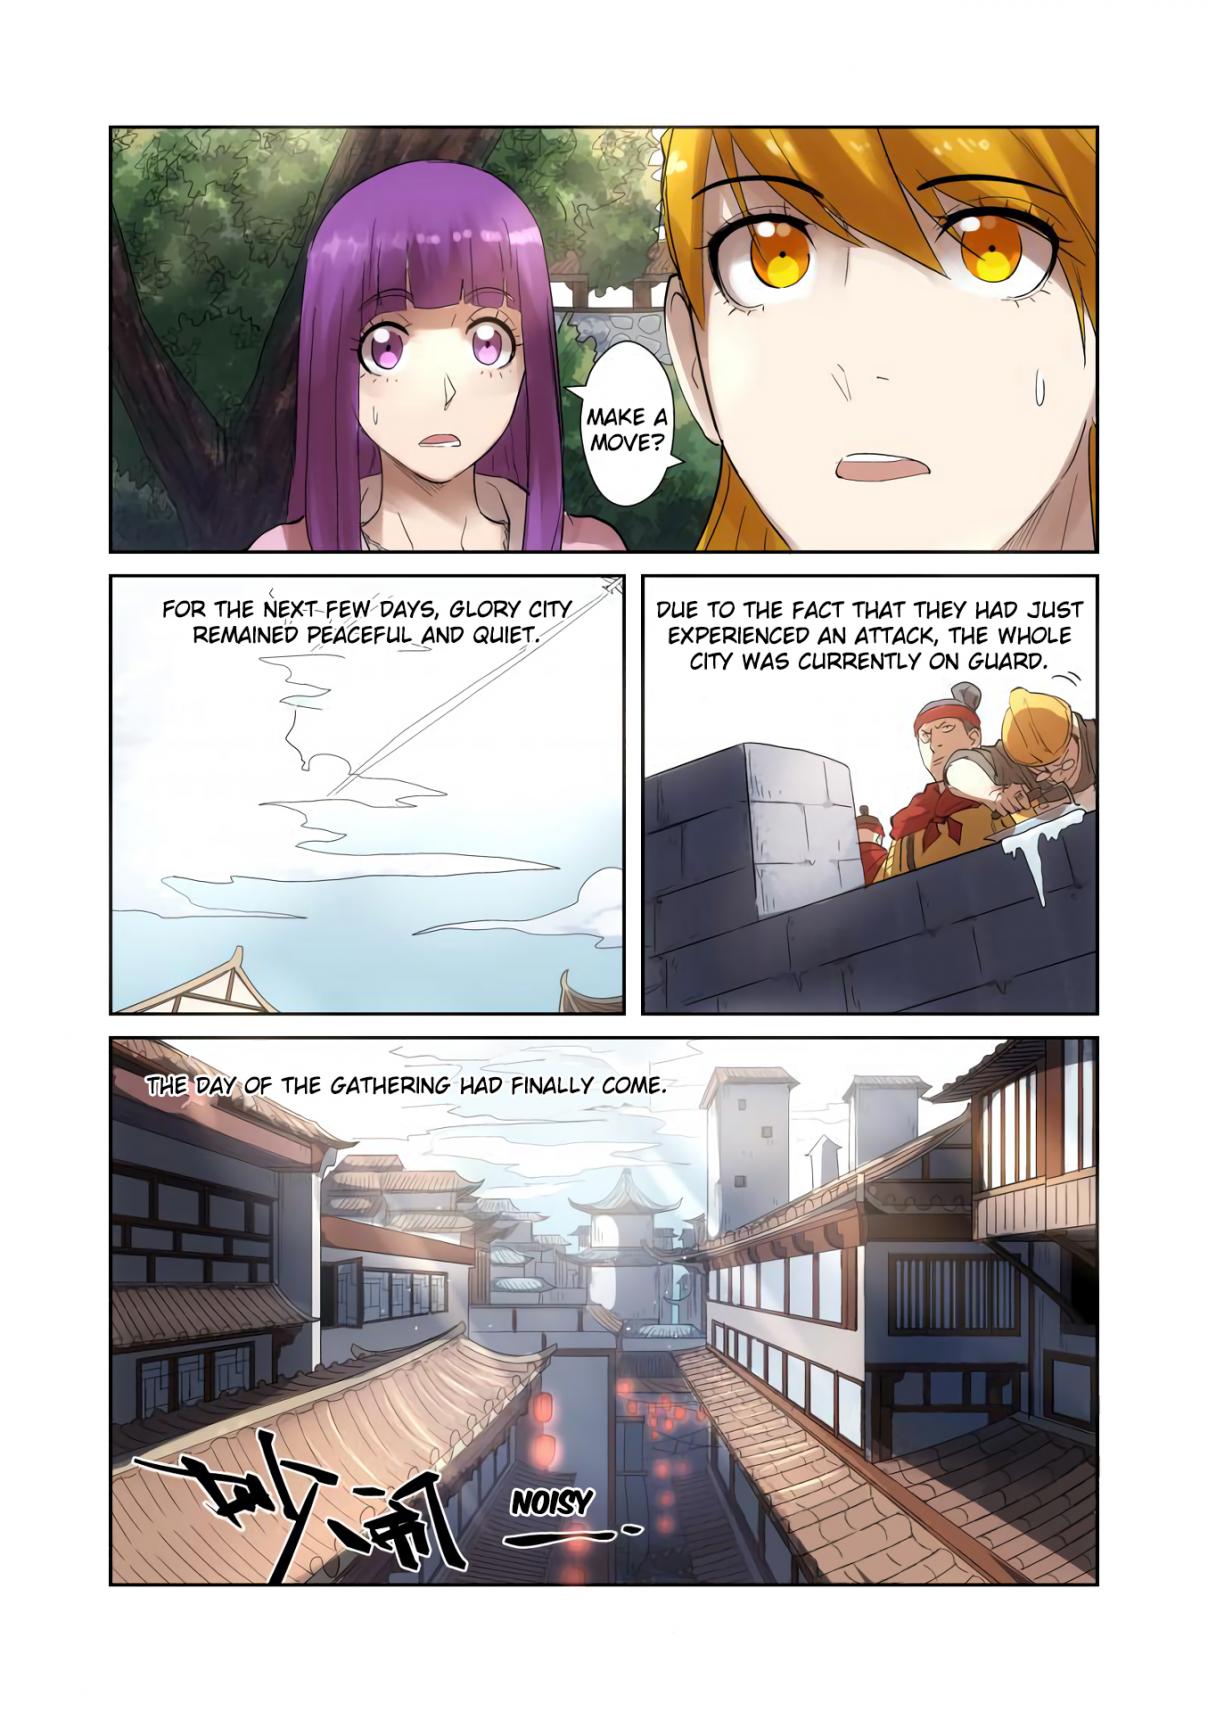 MAKE A
MOVE?
FOR THE NEXT FEW DAYS, GLORY CITY
REMAINED PEACEFUL AND QUIET.
DUE TO THE FACT THAT THEY HAD JUST
EXPERIENCED AN ATTACK, THE WHOLE
CITY WAS CURRENTLY ON GUARD.
THE DAY OF THE GATHERING HAD FINALLY COME.
吵闹
NOISY